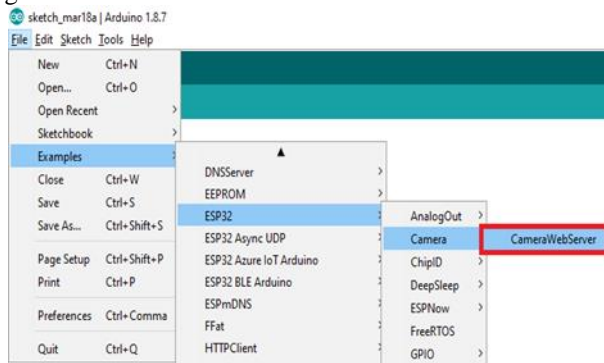 sketch_mar18a | Arduino 1.8.7
File Edit Sketch Tools Help
New Ctrl+N
Open... Ctrl+O
Open Recent
Sketchbook
Examples
Close Ctrl+W
Save Ctrl+S
Save As... Ctrl+Shift+S
Page Setup Ctrl+Shift+P
Print Ctrl+P
Preferences Ctrl+Comma
Quit Ctrl+Q
DNSServer
EEPROM
ESP32
ESP32 Async UDP
ESP32 Azure IoT Arduino
ESP32 BLE Arduino
ESPmDNS
FFat
HTTPClient
AnalogOut
Camera
ChipID
DeepSleep
ESPNow
FreeRTOS
GPIO
CameraWebServer